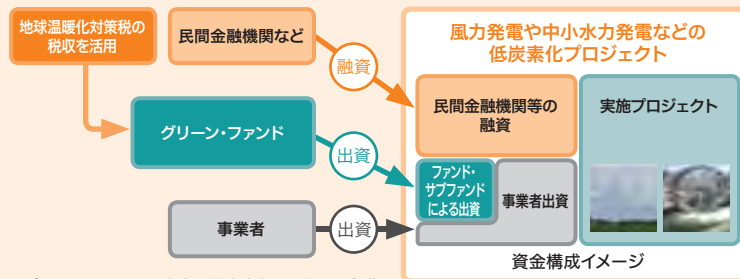 地球温暖化対策税の
税収を活用
民間金融機関など
融資
グリーン・ファンド
出資
事業者
出資
風力発電や中小水力発電などの
低炭素化プロジェクト
民間金融機関等の
融資
実施プロジェクト
ファンド・
サブファンド
による出資
事業者出資
資金構成イメージ